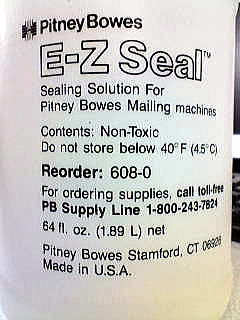 PitneyBowes
E-Z Seal™
Sealing Solution For
Pitney Bowes Mailing machines
Contents: Non-Toxic
Do not store below 40°F (4.5°C)
Reorder: 608-0
For ordering supplies, call toll-free
PB Supply Line 1-800-243-7824
64 fl. oz. (1.89 L) net
Pitney Bowes Stamford, CT 06926
Made in U.S.A.